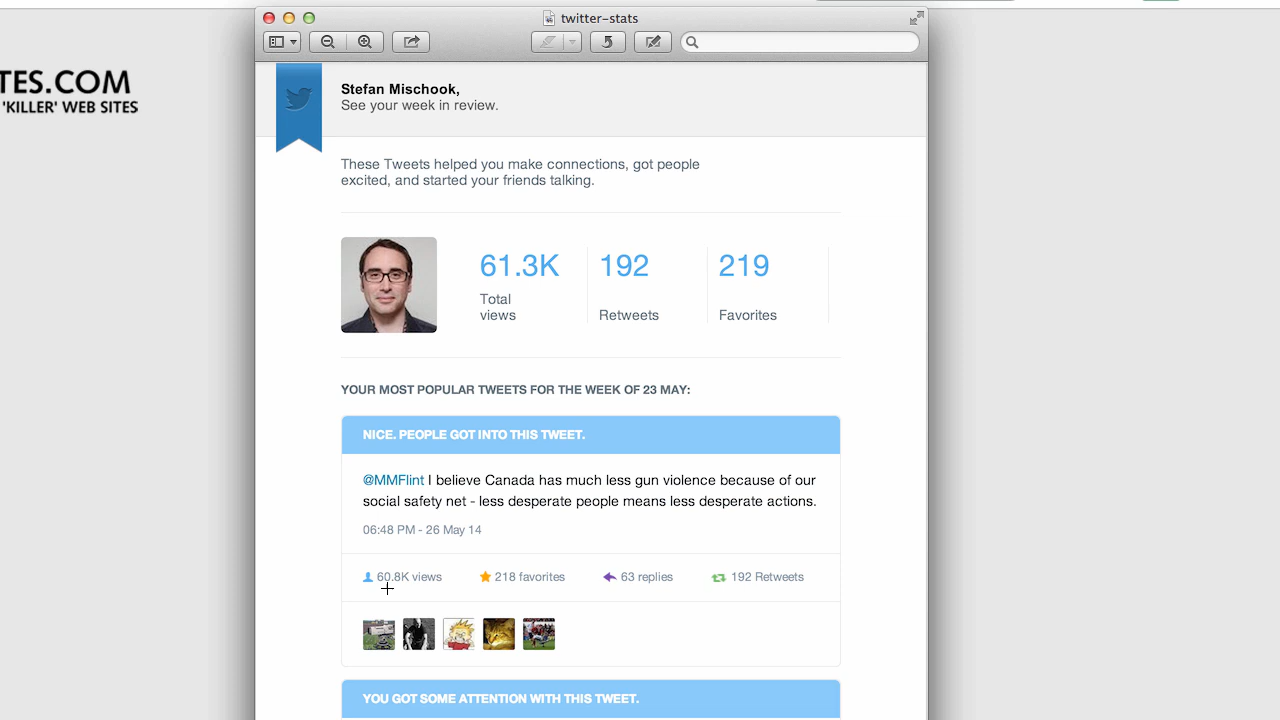 twitter-stats
TES.COM
'KILLER' WEB SITES
Stefan Mischook,
See your week in review.
These Tweets helped you make connections, got people
excited, and started your friends talking.
61.3K
192
219
Total
views
Retweets
Favorites
YOUR MOST POPULAR TWEETS FOR THE WEEK OF 23 MAY:
NICE. PEOPLE GOT INTO THIS TWEET.
@MMFlint I believe Canada has much less gun violence because of our
social safety net - less desperate people means less desperate actions.
06:48 PM - 26 May 14
60.8K views
218 favorites
63 replies
192 Retweets
YOU GOT SOME ATTENTION WITH THIS TWEET.